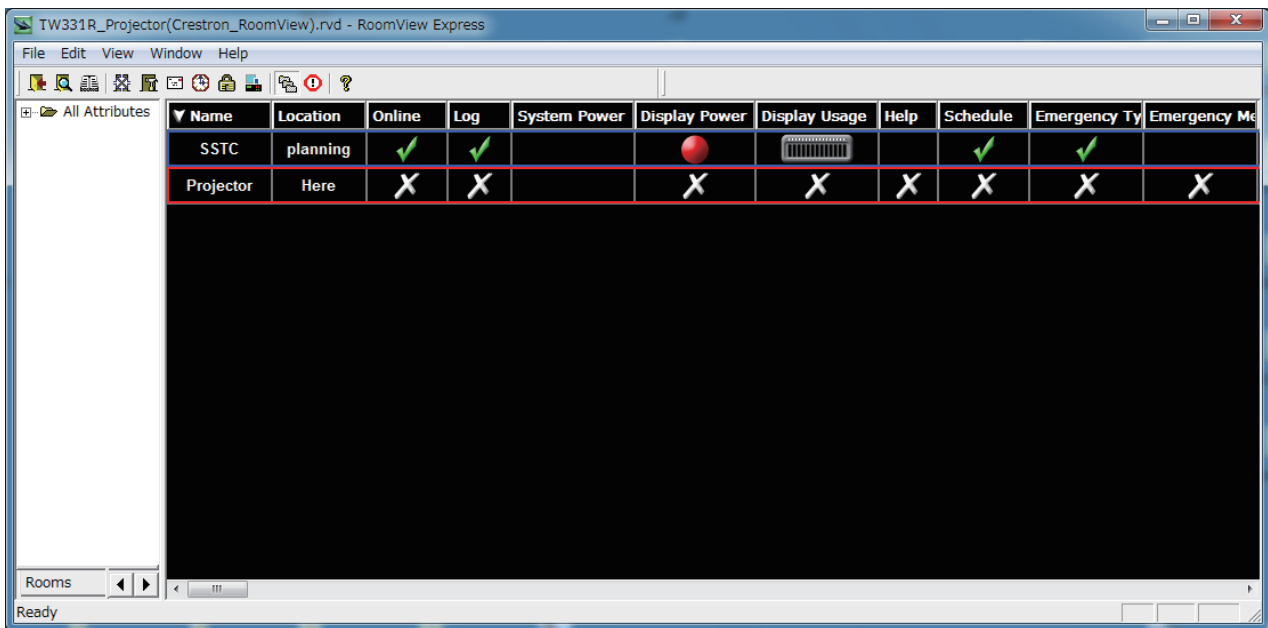 TW331R_Projector(Crestron_RoomView).rvd - RoomView Express
File Edit View Window Help
All Attributes
Name Location Online Log System Power Display Power Display Usage Help Schedule Emergency Ty Emergency Me
SSTC planning
Projector Here
Rooms
Ready